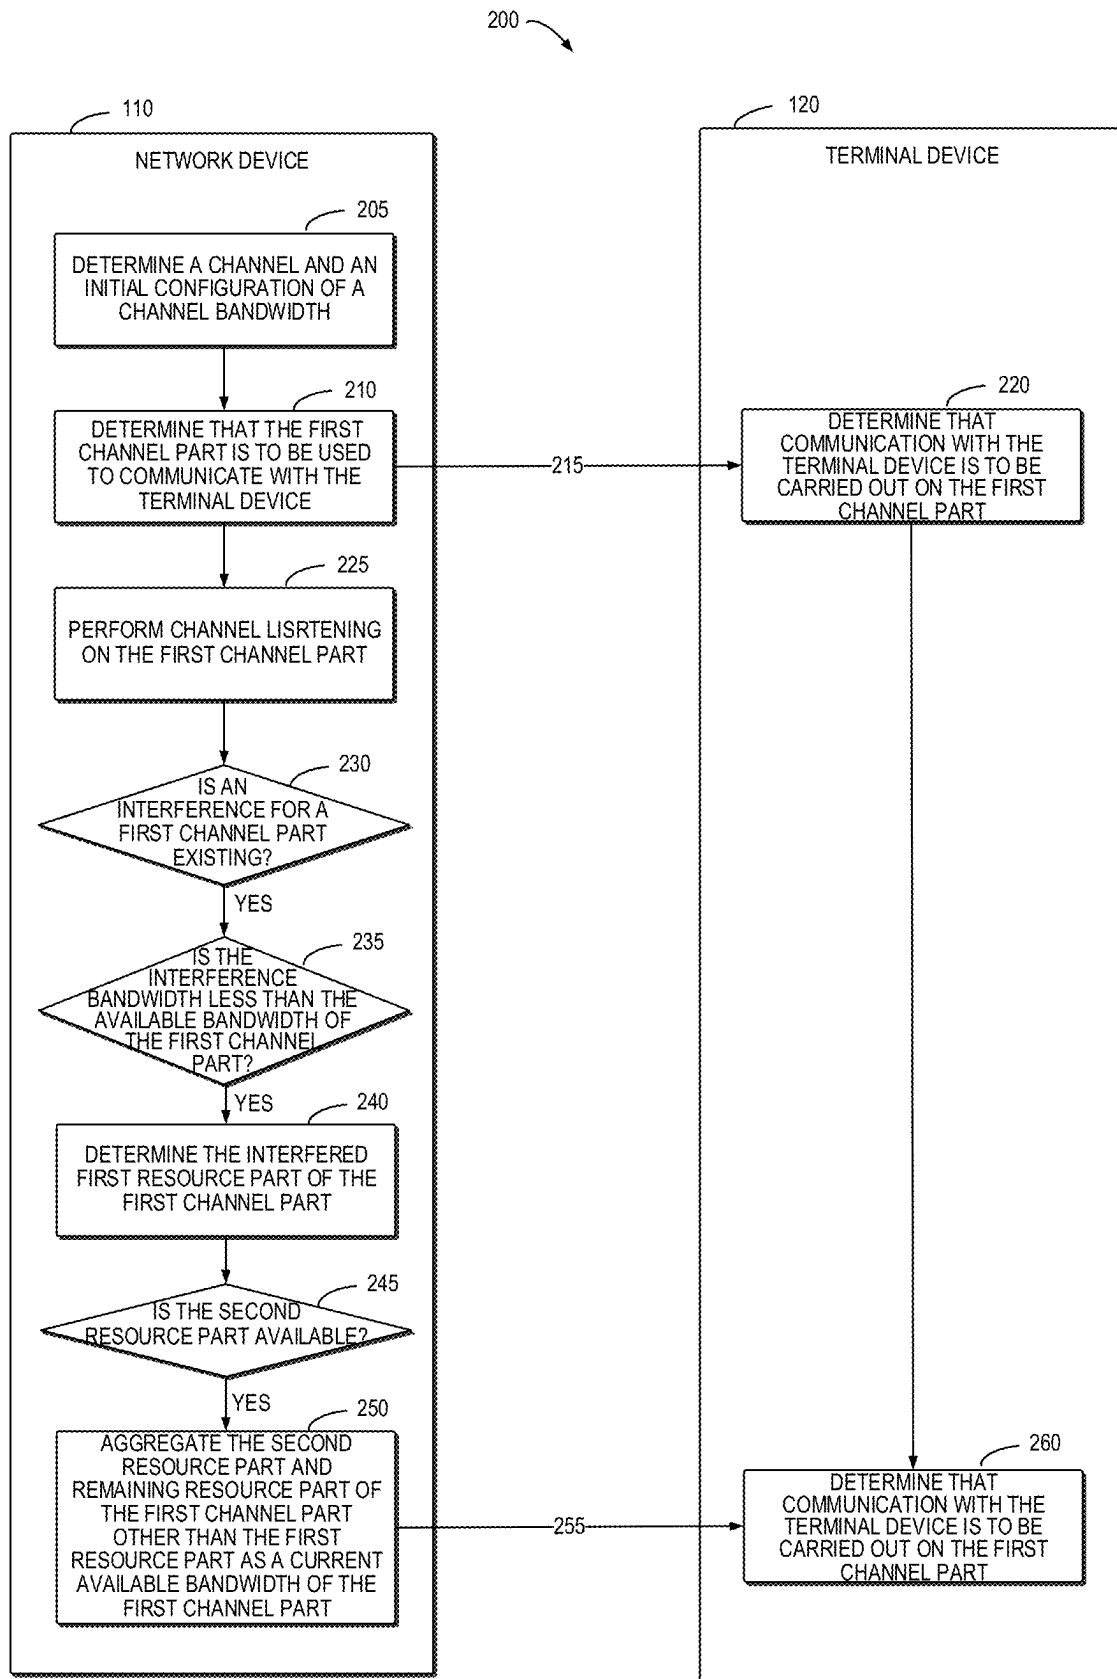 200
110
120
NETWORK DEVICE
TERMINAL DEVICE
205
DETERMINE A CHANNEL AND AN
INITIAL CONFIGURATION OF A
CHANNEL BANDWIDTH
210
DETERMINE THAT THE FIRST
CHANNEL PART IS TO BE USED
TO COMMUNICATE WITH THE
TERMINAL DEVICE
215
220
DETERMINE THAT
COMMUNICATION WITH THE
TERMINAL DEVICE IS TO BE
CARRIED OUT ON THE FIRST
CHANNEL PART
225
PERFORM CHANNEL LISRTENING
ON THE FIRST CHANNEL PART
230
IS AN
INTERFERENCE FOR A
FIRST CHANNEL PART
EXISTING?
YES
235
IS THE
INTERFERENCE
BANDWIDTH LESS THAN THE
AVAILABLE BANDWIDTH OF
THE FIRST CHANNEL
PART?
YES
240
DETERMINE THE INTERFERED
FIRST RESOURCE PART OF THE
FIRST CHANNEL PART
245
IS THE SECOND
RESOURCE PART AVAILABLE?
YES
250
AGGREGATE THE SECOND
RESOURCE PART AND
REMAINING RESOURCE PART OF
THE FIRST CHANNEL PART
OTHER THAN THE FIRST
RESOURCE PART AS A CURRENT
AVAILABLE BANDWIDTH OF THE
FIRST CHANNEL PART
255
260
DETERMINE THAT
COMMUNICATION WITH THE
TERMINAL DEVICE IS TO BE
CARRIED OUT ON THE FIRST
CHANNEL PART